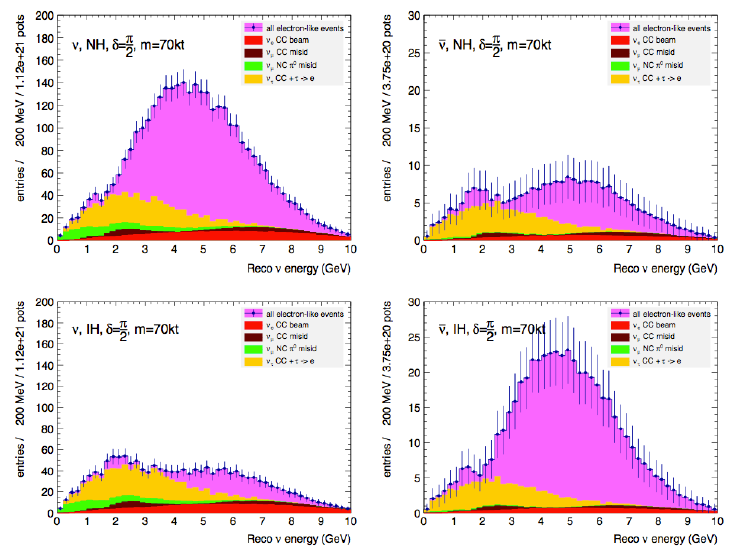 entries / 200 MeV / 1.12e+21 pots
200
180
160
140
120
100
80
60
40
20
0
ν, NH, δ=π/2, m=70kt
all electron-like events
νe CC beam
νμ CC misid
νμ NC π⁰ misid
ντ CC + τ -> e
0 1 2 3 4 5 6 7 8 9 10
Reco ν energy (GeV)
entries / 200 MeV / 3.75e+20 pots
30
25
20
15
10
5
0
ν̅, NH, δ=π/2, m=70kt
all electron-like events
νe CC beam
νμ CC misid
νμ NC π⁰ misid
ντ CC + τ -> e
0 1 2 3 4 5 6 7 8 9 10
Reco ν energy (GeV)
entries / 200 MeV / 1.12e+21 pots
200
180
160
140
120
100
80
60
40
20
0
ν, IH, δ=π/2, m=70kt
all electron-like events
νe CC beam
νμ CC misid
νμ NC π⁰ misid
ντ CC + τ -> e
0 1 2 3 4 5 6 7 8 9 10
Reco ν energy (GeV)
entries / 200 MeV / 3.75e+20 pots
30
25
20
15
10
5
0
ν̅, IH, δ=π/2, m=70kt
all electron-like events
νe CC beam
νμ CC misid
νμ NC π⁰ misid
ντ CC + τ -> e
0 1 2 3 4 5 6 7 8 9 10
Reco ν energy (GeV)